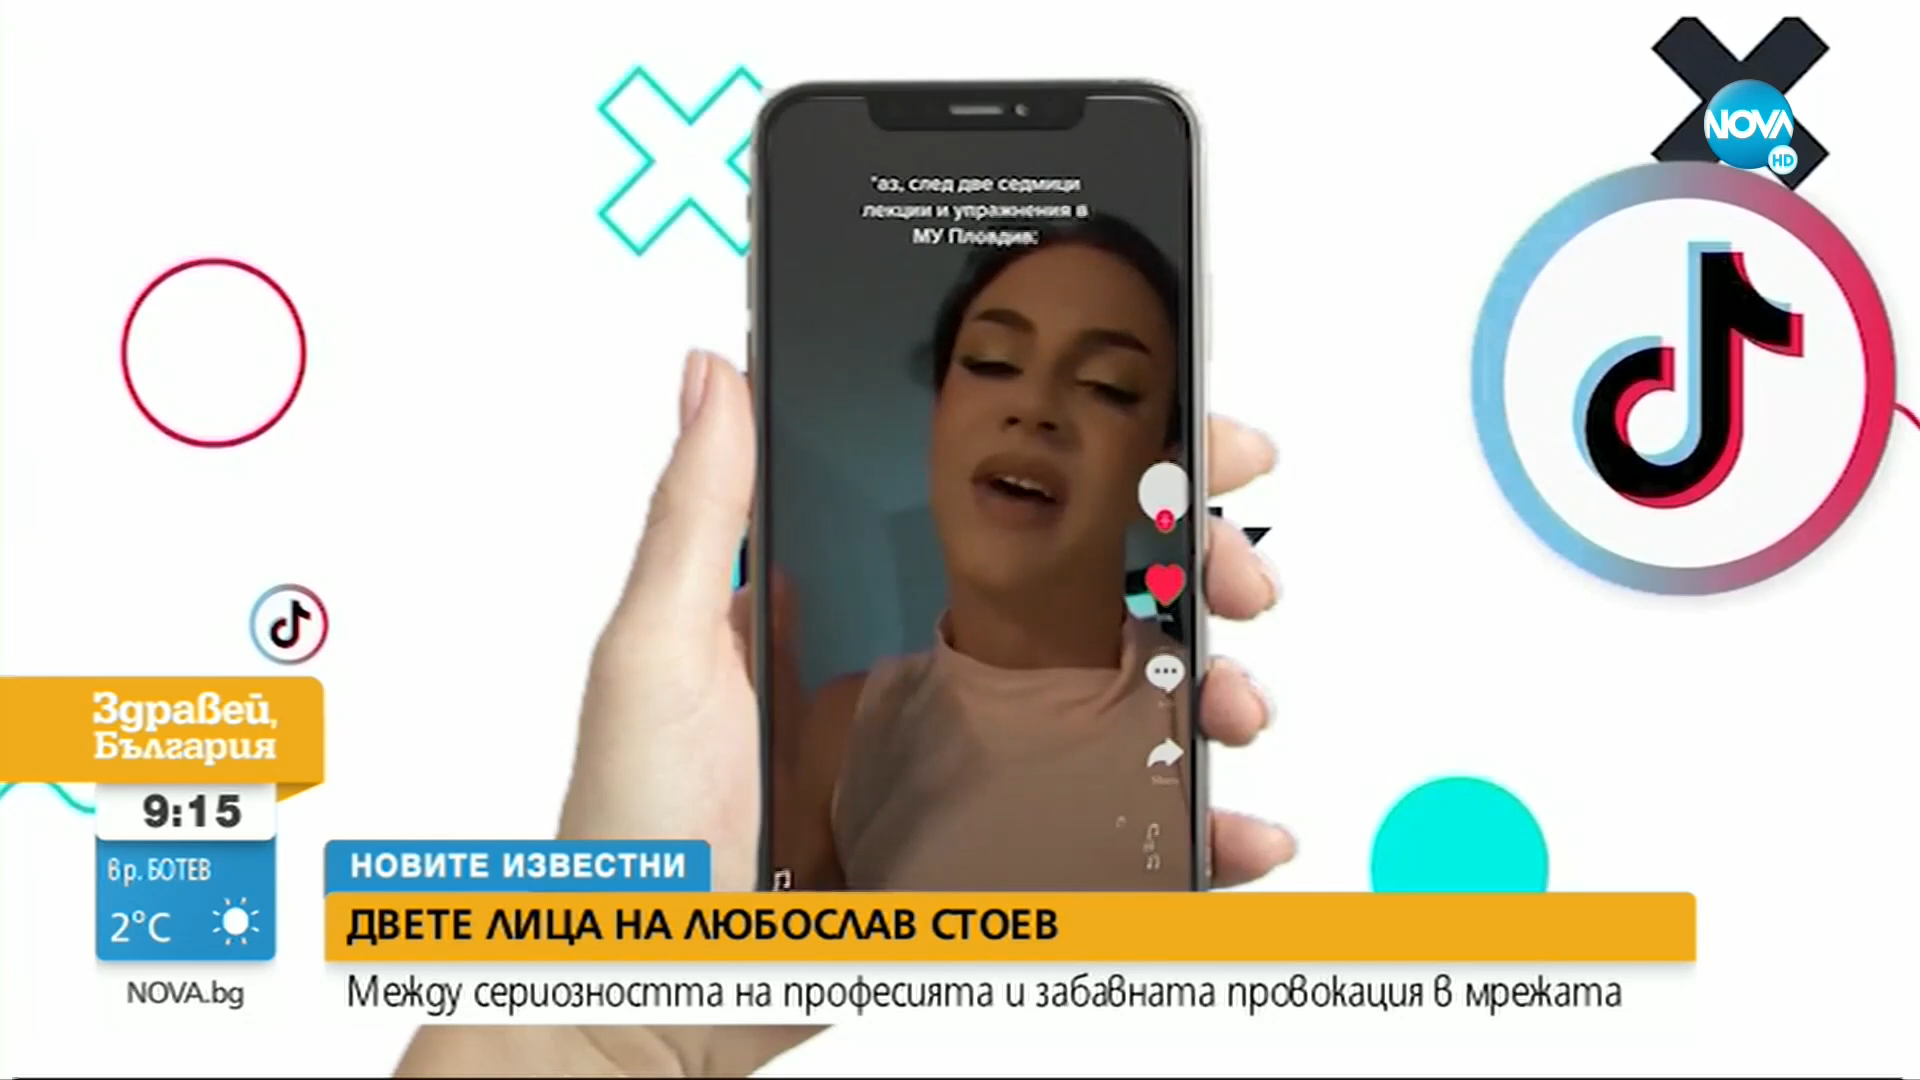 NOVA
HD
"аз, след две седмици
лекции и упражнения в
МУ Пловдив:
Здравей,
България
9:15
вр. БОТЕВ
2°C
NOVA.bg
НОВИТЕ ИЗВЕСТНИ
ДВЕТЕ ЛИЦА НА ЛЮБОСЛАВ СТОЕВ
Между сериозността на професията и забавната провокация в мрежата